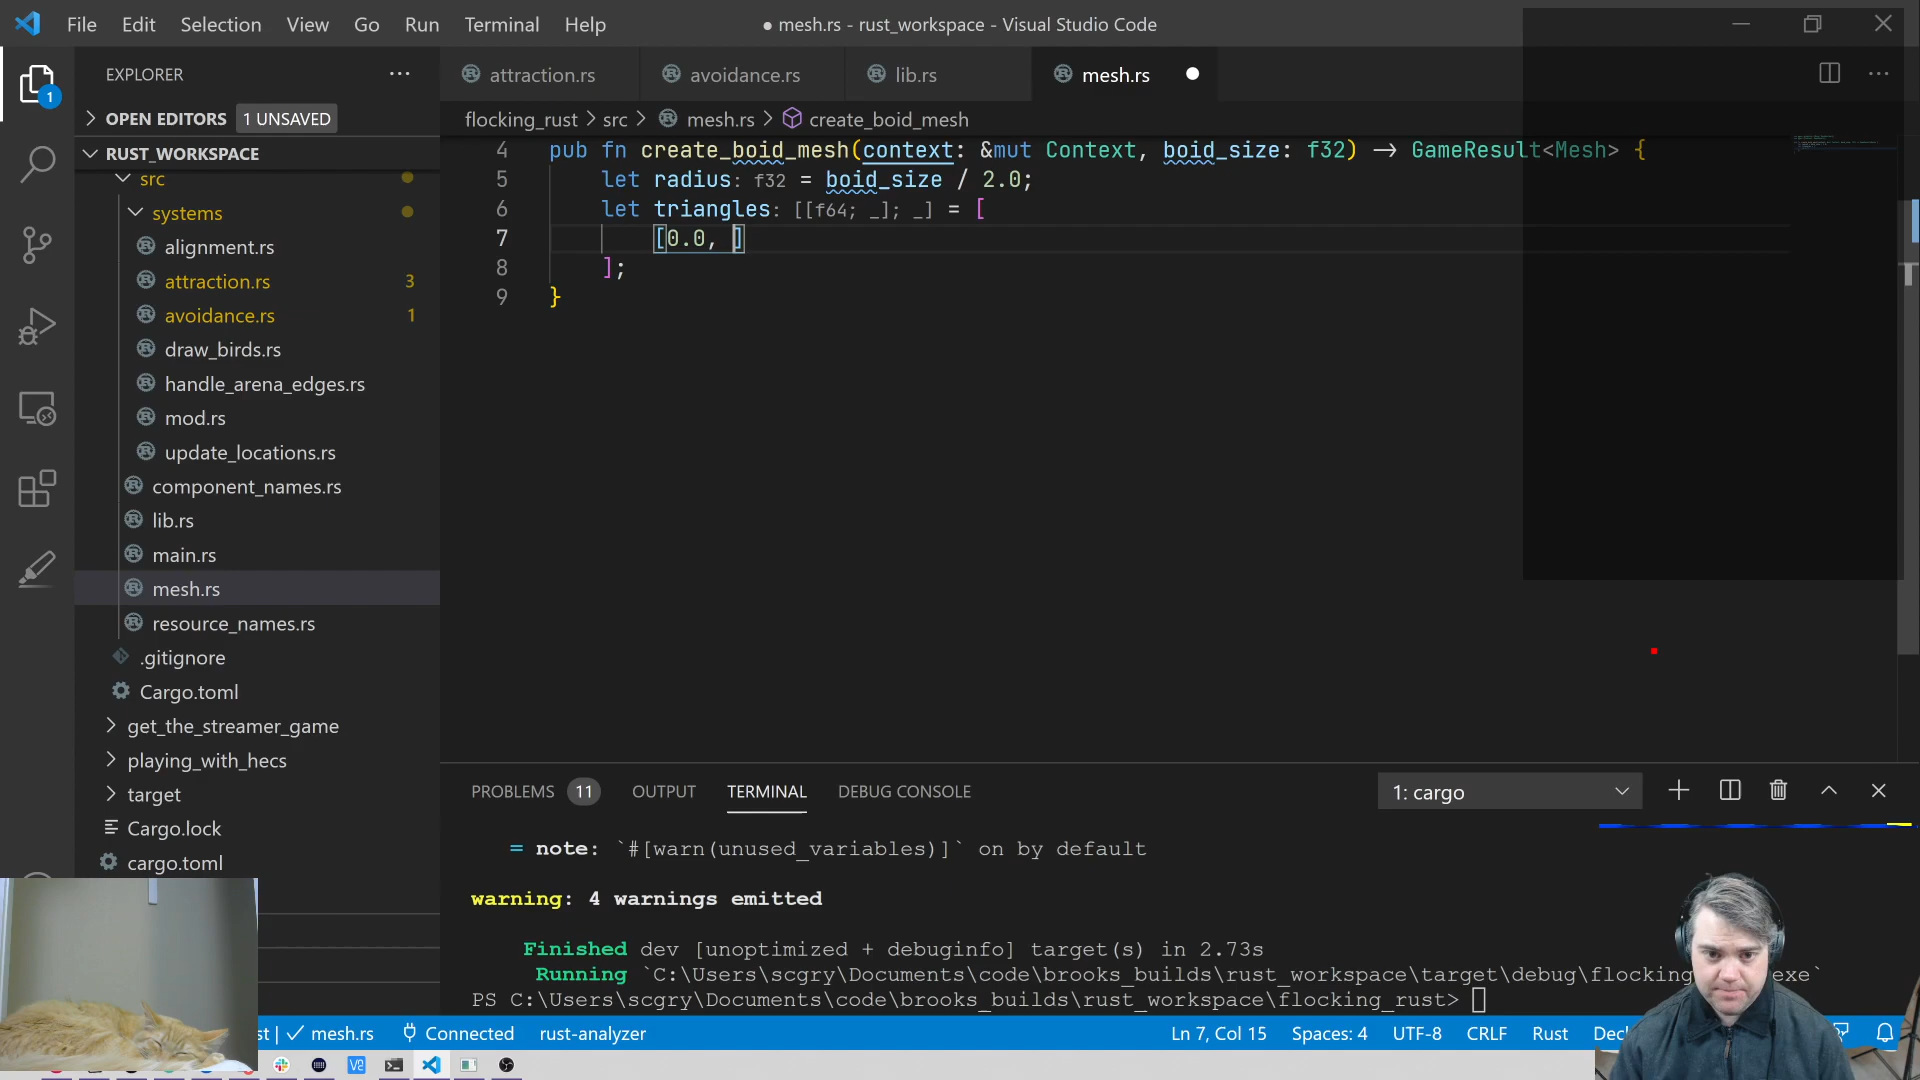 File Edit Selection View Go Run Terminal Help
● mesh.rs - rust_workspace - Visual Studio Code
EXPLORER
attraction.rs
avoidance.rs
lib.rs
mesh.rs
OPEN EDITORS 1 UNSAVED
flocking_rust > src > mesh.rs > create_boid_mesh
RUST_WORKSPACE
src
systems
alignment.rs
attraction.rs 3
avoidance.rs 1
draw_birds.rs
handle_arena_edges.rs
mod.rs
update_locations.rs
component_names.rs
lib.rs
main.rs
mesh.rs
resource_names.rs
.gitignore
Cargo.toml
get_the_streamer_game
playing_with_hecs
target
Cargo.lock
cargo.toml
1
4 pub fn create_boid_mesh(context: &mut Context, boid_size: f32) → GameResult<Mesh> {
5 let radius: f32 = boid_size / 2.0;
6 let triangles: [[f64; _]; _] = [
7 [0.0, ]
8 ];
9 }
PROBLEMS 11 OUTPUT TERMINAL DEBUG CONSOLE
1: cargo
= note: `#[warn(unused_variables)]` on by default
warning: 4 warnings emitted
Finished dev [unoptimized + debuginfo] target(s) in 2.73s
Running `C:\Users\scgry\Documents\code\brooks_builds\rust_workspace\target\debug\flocking exe`
PS C:\Users\scgry\Documents\code\brooks_builds\rust_workspace\flocking_rust>
st | ✓ mesh.rs Connected rust-analyzer
Ln 7, Col 15 Spaces: 4 UTF-8 CRLF Rust